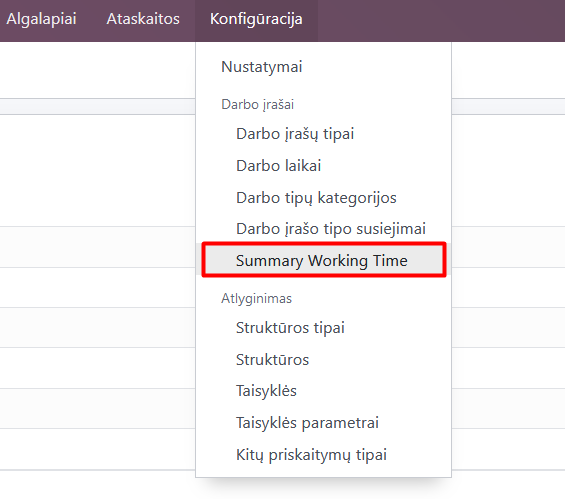 Algalapiai Ataskaitos Konfigūracija
Nustatymai
Darbo įrašai
Darbo įrašų tipai
Darbo laikai
Darbo tipų kategorijos
Darbo įrašo tipo susiejimai
Summary Working Time
Atlyginimas
Struktūros tipai
Struktūros
Taisyklės
Taisyklės parametrai
Kitų priskaitymų tipai